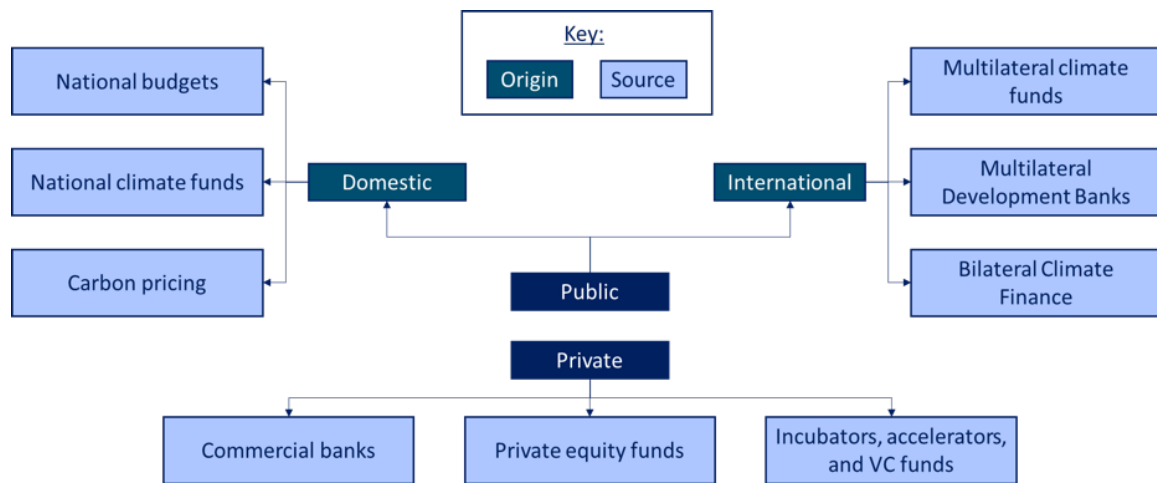 Key:
Origin
Source
National budgets
National climate funds
Carbon pricing
Domestic
International
Multilateral climate
funds
Multilateral
Development Banks
Bilateral Climate
Finance
Public
Private
Commercial banks
Private equity funds
Incubators, accelerators,
and VC funds